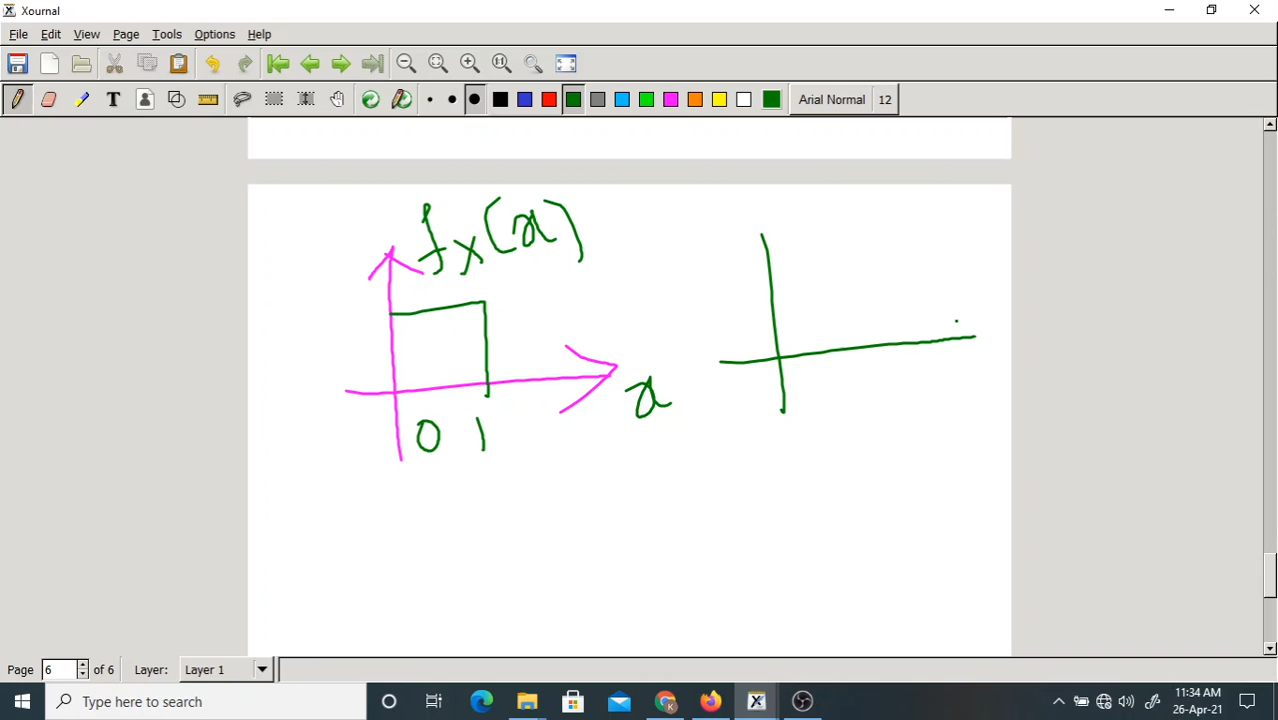 Xournal
File Edit View Page Tools Options Help
Arial Normal 12
fx(x)
x
0 1
Page 6 of 6 Layer: Layer 1
Type here to search
11:34 AM
26-Apr-21